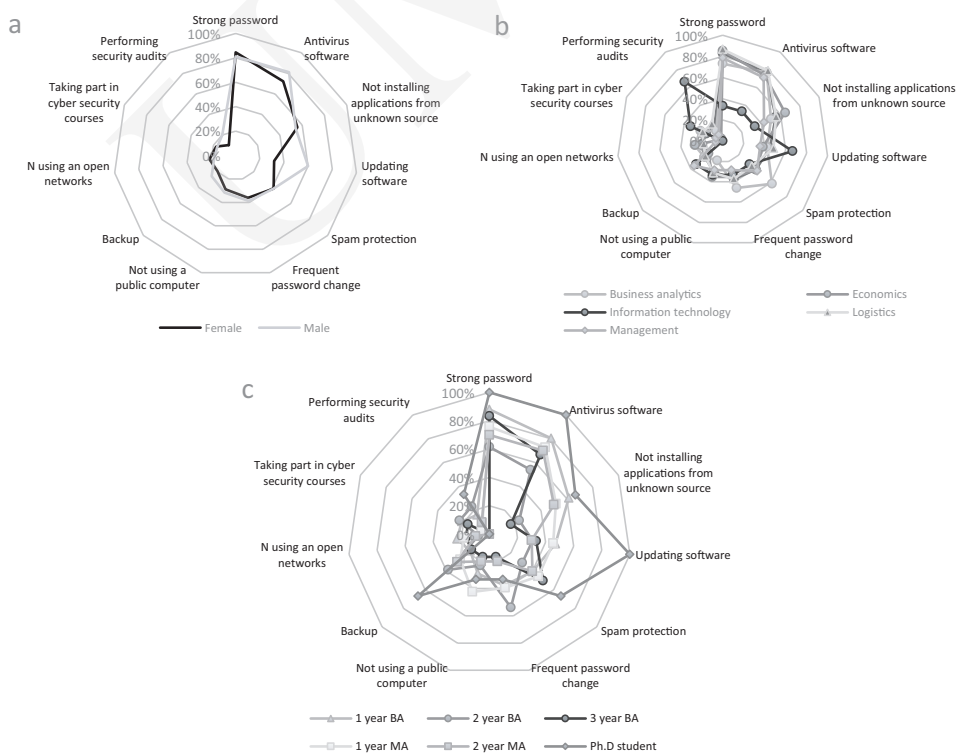 a
Strong password
100%
80%
60%
40%
20%
0%
Antivirus
software
Not installing
applications from
unknown source
Updating
software
Spam protection
Frequent
password change
Not using a
public computer
Backup
N using an open
networks
Taking part in
cyber security
courses
Performing
security audits
Female
Male
b
Strong password
100%
80%
60%
40%
20%
Antivirus software
Not installing applications
from unknown source
Updating software
Spam protection
Frequent password
change
Not using a public
computer
Backup
N using an open networks
Taking part in
cyber security courses
Performing security
audits
Business analytics
Economics
Information technology
Logistics
Management
c
Strong password
100%
80%
60%
40%
20%
Antivirus software
Not installing
applications from
unknown source
Updating software
Spam protection
Frequent password
change
Not using a public
computer
Backup
N using an open
networks
Taking part in cyber
security courses
Performing security
audits
1 year BA
2 year BA
3 year BA
1 year MA
2 year MA
Ph.D student